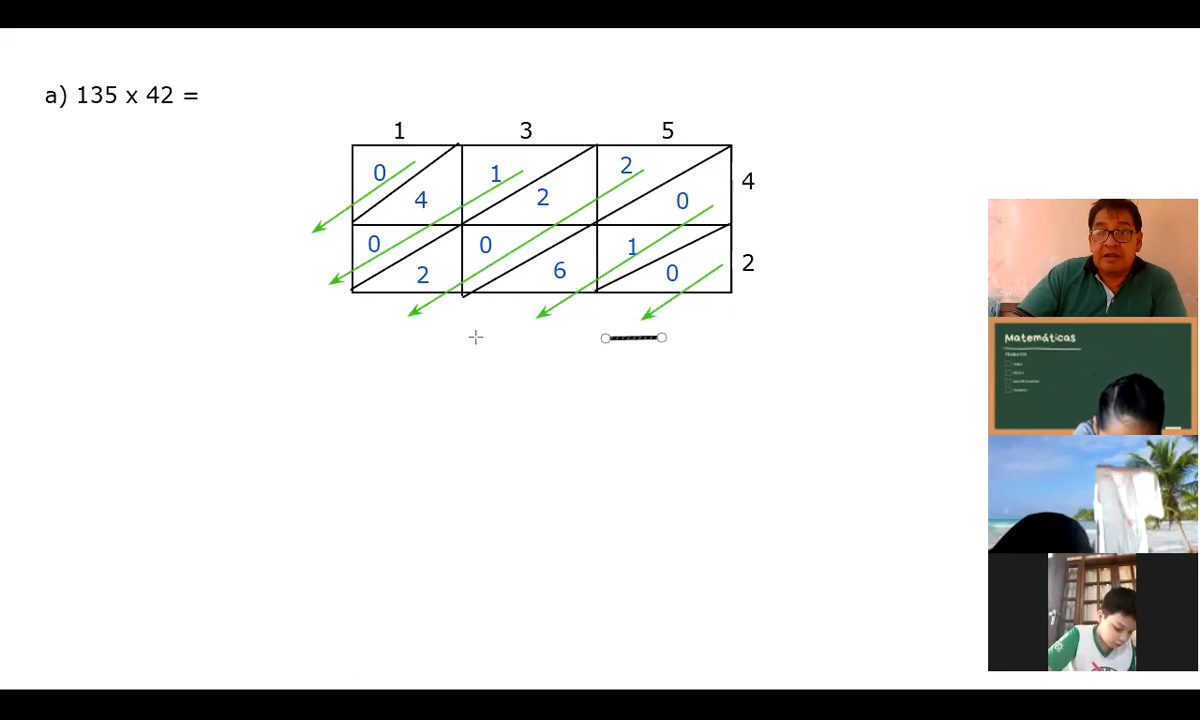 a) 135 x 42 =
1 3 5
0 1 2
4 2 0 4
0 0 1
2 6 0 2
Matemáticas